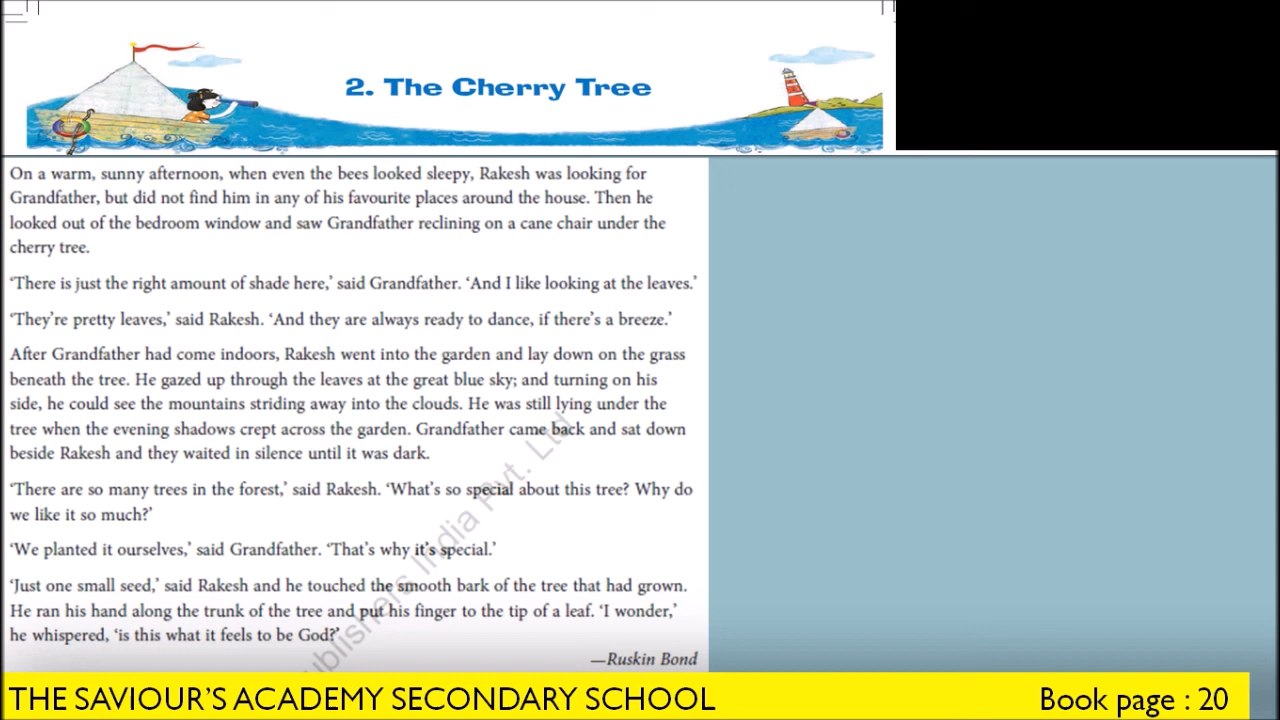 2. The Cherry Tree
On a warm, sunny afternoon, when even the bees looked sleepy, Rakesh was looking for
Grandfather, but did not find him in any of his favourite places around the house. Then he
looked out of the bedroom window and saw Grandfather reclining on a cane chair under the
cherry tree.
‘There is just the right amount of shade here,’ said Grandfather. ‘And I like looking at the leaves.’
‘They’re pretty leaves,’ said Rakesh. ‘And they are always ready to dance, if there’s a breeze.’
After Grandfather had come indoors, Rakesh went into the garden and lay down on the grass
beneath the tree. He gazed up through the leaves at the great blue sky; and turning on his
side, he could see the mountains striding away into the clouds. He was still lying under the
tree when the evening shadows crept across the garden. Grandfather came back and sat down
beside Rakesh and they waited in silence until it was dark.
‘There are so many trees in the forest,’ said Rakesh. ‘What’s so special about this tree? Why do
we like it so much?’
‘We planted it ourselves,’ said Grandfather. ‘That’s why it’s special.’
‘Just one small seed,’ said Rakesh and he touched the smooth bark of the tree that had grown.
He ran his hand along the trunk of the tree and put his finger to the tip of a leaf. ‘I wonder,’
he whispered, ‘is this what it feels to be God?’
—Ruskin Bond
India Pvt. Ltd
THE SAVIOUR’S ACADEMY SECONDARY SCHOOL
Book page : 20